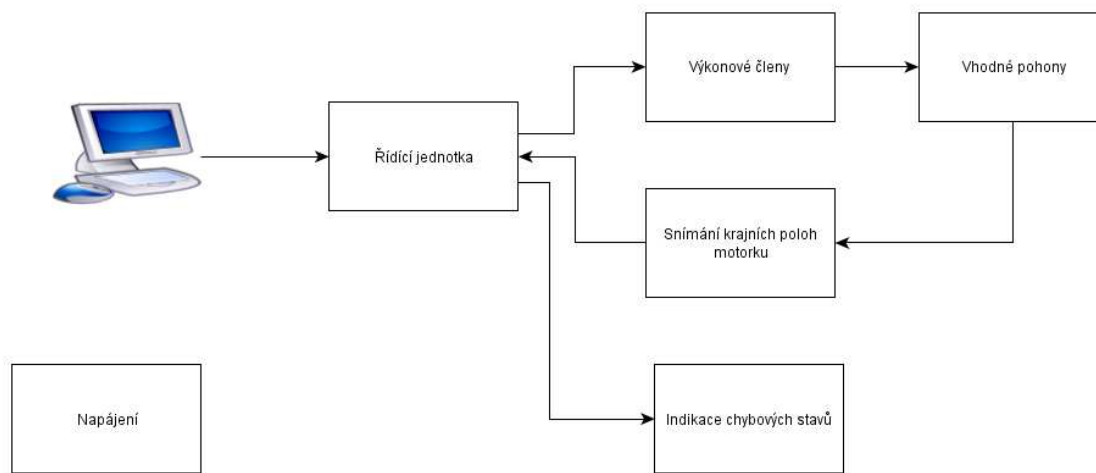 Výkonové členy
Vhodné pohony
Řídící jednotka
Snímání krajních poloh
motorku
Napájení
Indikace chybových stavů